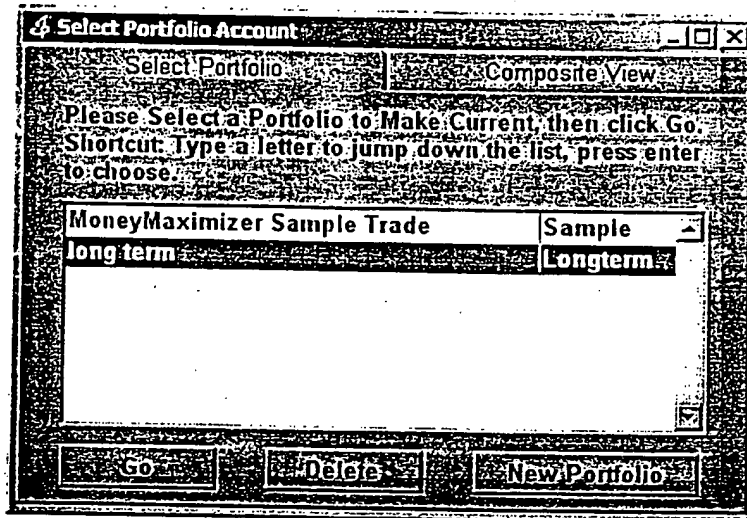 Select Portfolio Account
Select Portfolio Composite View
Please Select a Portfolio to Make Current, then click Go.
Shortcut: Type a letter to jump down the list, press enter
to choose.
MoneyMaximizer Sample Trade Sample
long term Longterm
Go Delete New Portfolio